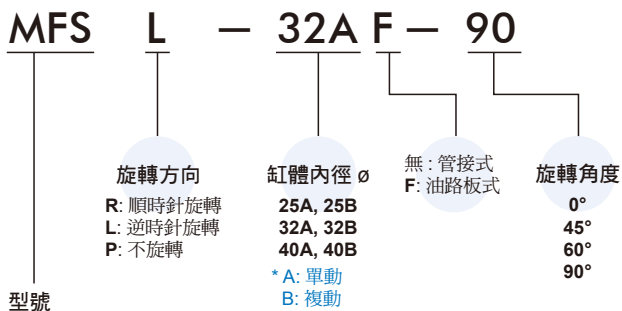 MFS L — 32A F — 90
旋轉方向
R: 順時針旋轉
L: 逆時針旋轉
P: 不旋轉
缸體內徑 ø
25A, 25B
32A, 32B
40A, 40B
* A: 單動
B: 複動
無 : 管接式
F: 油路板式
旋轉角度
0°
45°
60°
90°
型號